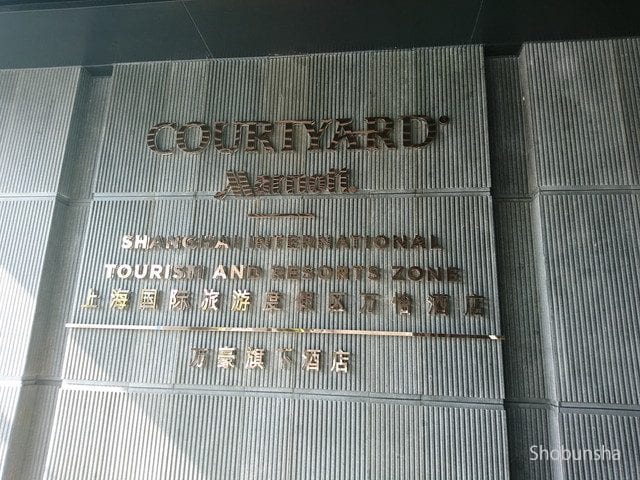 COURTYARD
Marriott.
SHANGHAI INTERNATIONAL
TOURISM AND RESORTS ZONE
上海国际旅游度假区万怡酒店
万豪旗下酒店
Shobunsha